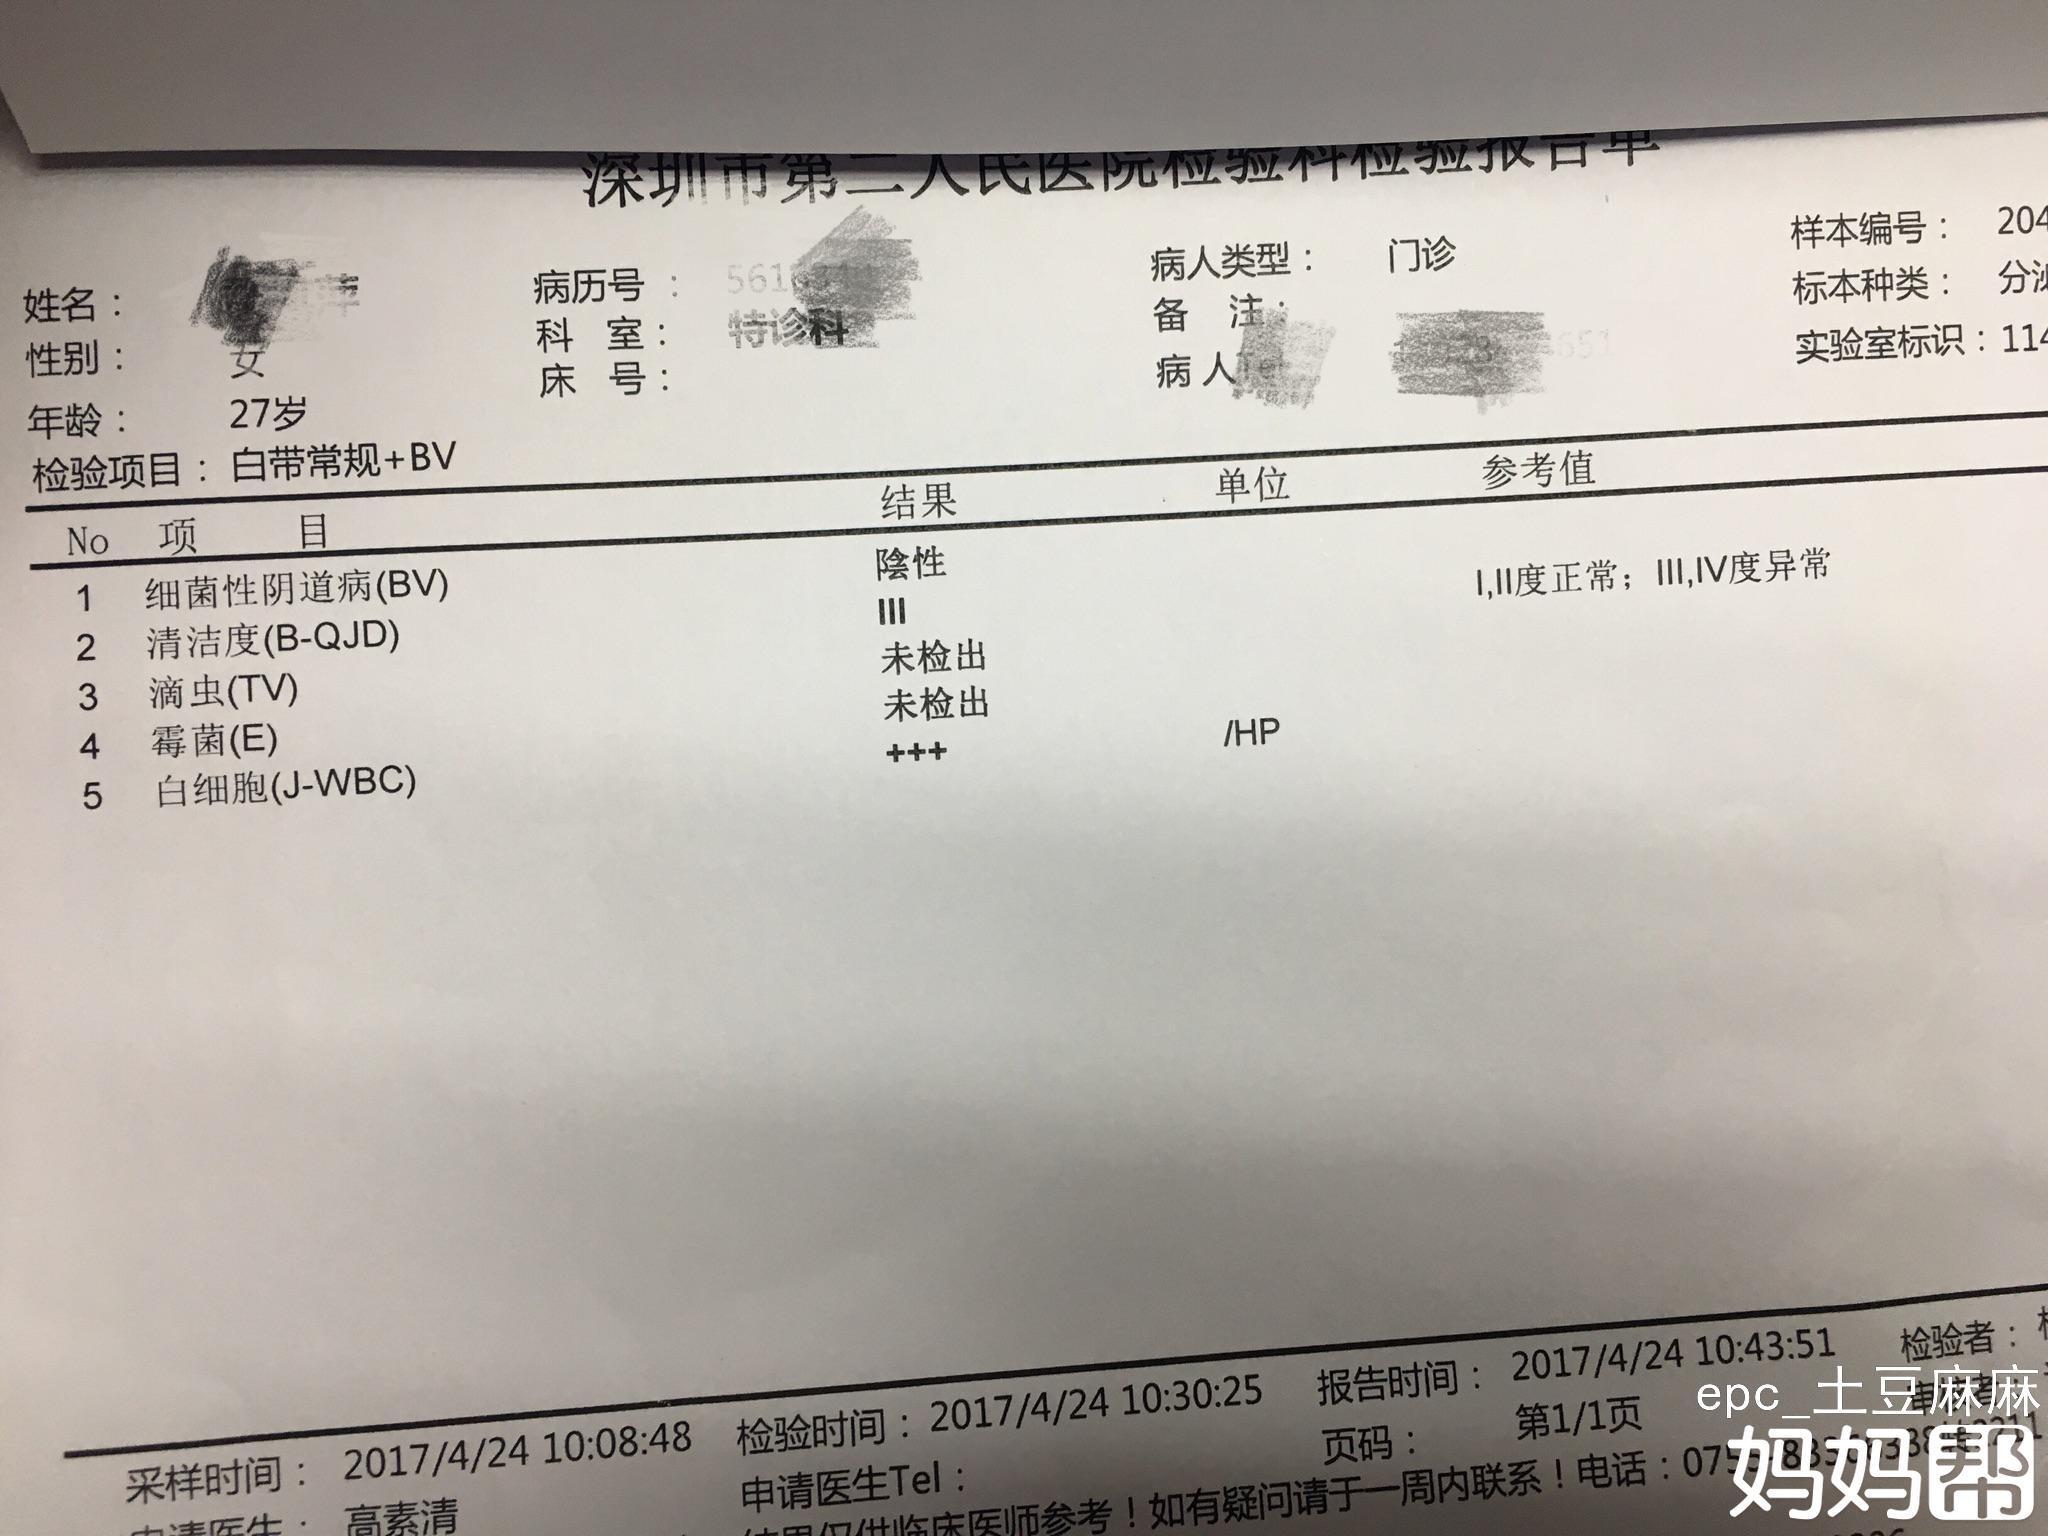 深圳市第二人民医院检验科检验报告单
姓名： 病历号： 病人类型： 门诊 样本编号： 204
性别： 女 科 室： 特诊科 备 注： 标本种类： 分泌
年龄： 27岁 床 号： 病人Tel 实验室标识： 114
检验项目： 白带常规+BV
No 项 目 结果 单位 参考值
1 细菌性阴道病(BV) 陰性
2 清洁度(B-QJD) III I,II度正常；III,IV度异常
3 滴虫(TV) 未检出
4 霉菌(E) 未检出
5 白细胞(J-WBC) +++ /HP
采样时间： 2017/4/24 10:08:48 检验时间： 2017/4/24 10:30:25 报告时间： 2017/4/24 10:43:51 检验者：
申请医生： 高素清 申请医生Tel： 页码： 第1/1页 审核者：
结果仅供临床医师参考！如有疑问请于一周内联系！电话：
epc_土豆麻麻
妈妈帮